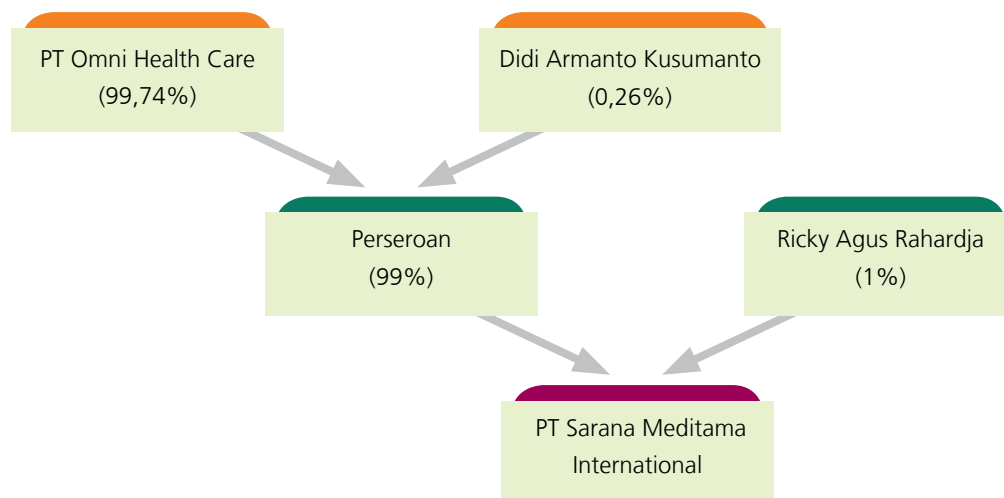 PT Omni Health Care
(99,74%)
Didi Armanto Kusumanto
(0,26%)
Perseroan
(99%)
Ricky Agus Rahardja
(1%)
PT Sarana Meditama
International